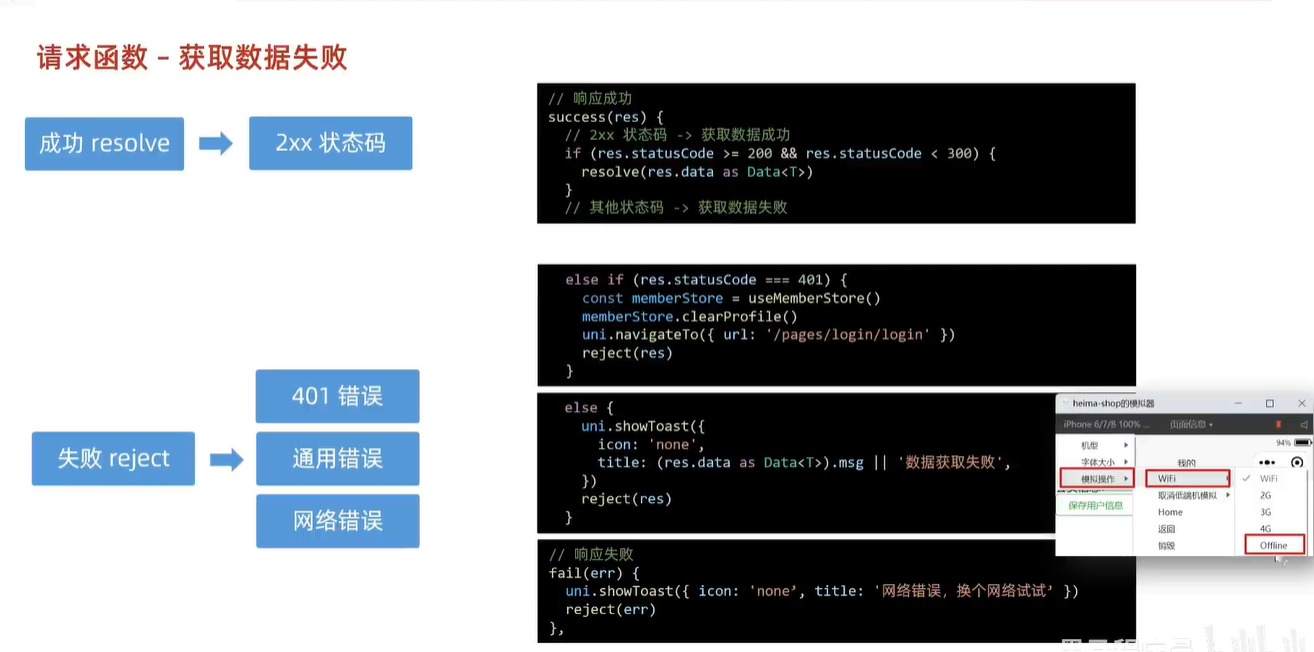 请求函数 – 获取数据失败
成功 resolve
2xx 状态码
// 响应成功
success(res) {
// 2xx 状态码 -> 获取数据成功
if (res.statusCode >= 200 && res.statusCode < 300) {
resolve(res.data as Data<T>)
}
// 其他状态码 -> 获取数据失败
else if (res.statusCode === 401) {
const memberStore = useMemberStore()
memberStore.clearProfile()
uni.navigateTo({ url: '/pages/login/login' })
reject(res)
}
失败 reject
401 错误
通用错误
网络错误
else {
uni.showToast({
icon: 'none',
title: (res.data as Data<T>).msg || '数据获取失败',
})
reject(res)
}
// 响应失败
fail(err) {
uni.showToast({ icon: 'none’, title: '网络错误，换个网络试试’ })
reject(err)
},
heima-shop的模拟器
iPhone 6/7/8 100% ...
页面信息
94%
机型
字体大小
模拟操作
我的
保存用户信息
WiFi
取消低端机模拟
Home
返回
销毁
WiFi
2G
3G
4G
Offline